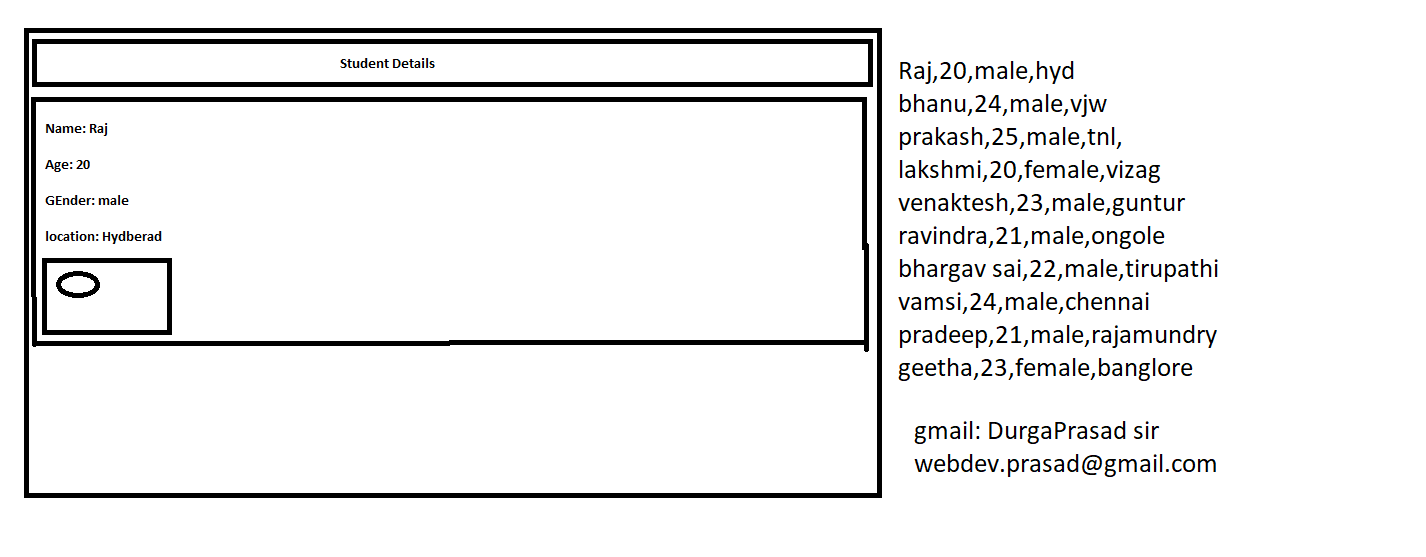 Student Details
Name: Raj
Age: 20
GEnder: male
location: Hydberad
Raj,20,male,hyd
bhanu,24,male,vjw
prakash,25,male,tnl,
lakshmi,20,female,vizag
venaktesh,23,male,guntur
ravindra,21,male,ongole
bhargav sai,22,male,tirupathi
vamsi,24,male,chennai
pradeep,21,male,rajamundry
geetha,23,female,banglore
gmail: DurgaPrasad sir
webdev.prasad@gmail.com